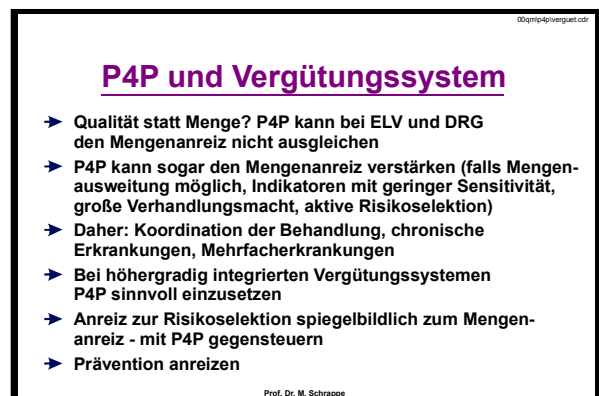 00qm\p4p\verguet.cdr
P4P und Vergütungssystem
➔ Qualität statt Menge? P4P kann bei ELV und DRG
den Mengenanreiz nicht ausgleichen
➔ P4P kann sogar den Mengenanreiz verstärken (falls Mengen-
ausweitung möglich, Indikatoren mit geringer Sensitivität,
große Verhandlungsmacht, aktive Risikoselektion)
➔ Daher: Koordination der Behandlung, chronische
Erkrankungen, Mehrfacherkrankungen
➔ Bei höhergradig integrierten Vergütungssystemen
P4P sinnvoll einzusetzen
➔ Anreiz zur Risikoselektion spiegelbildlich zum Mengen-
anreiz - mit P4P gegensteuern
➔ Prävention anreizen
Prof. Dr. M. Schrappe